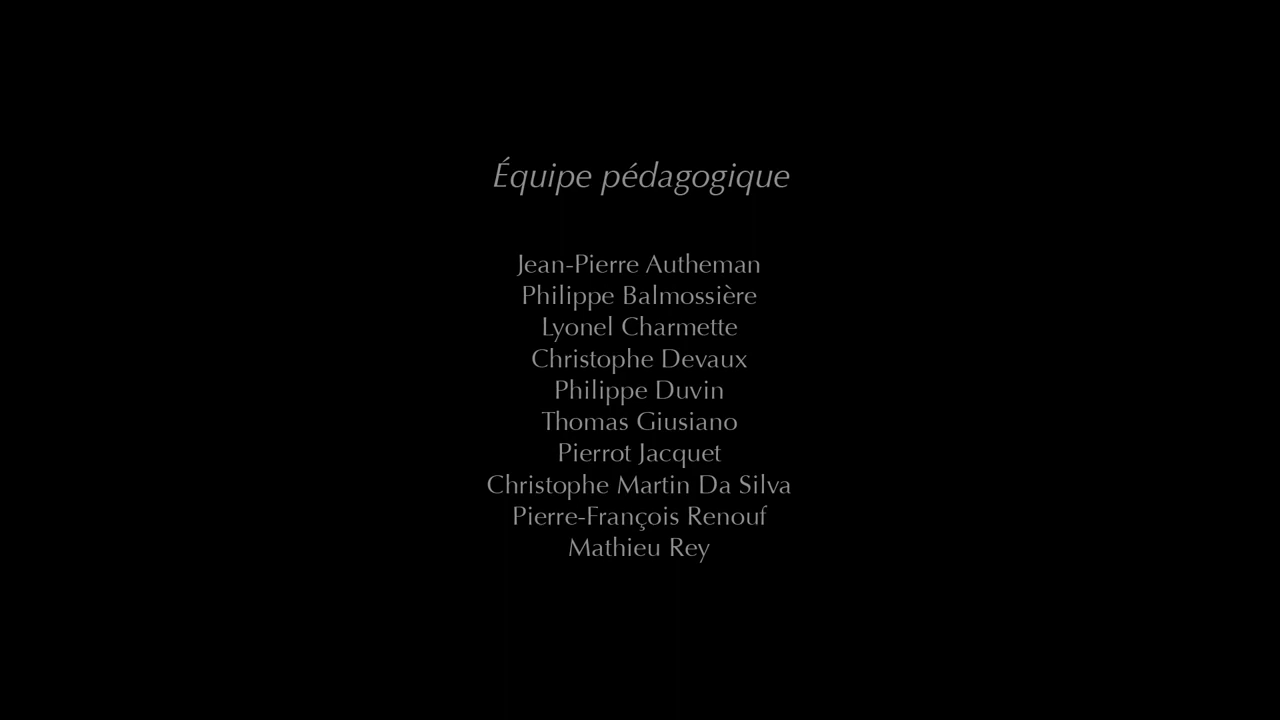 Équipe pédagogique
Jean-Pierre Autheman
Philippe Balmossière
Lyonel Charmette
Christophe Devaux
Philippe Duvin
Thomas Giusiano
Pierrot Jacquet
Christophe Martin Da Silva
Pierre-François Renouf
Mathieu Rey